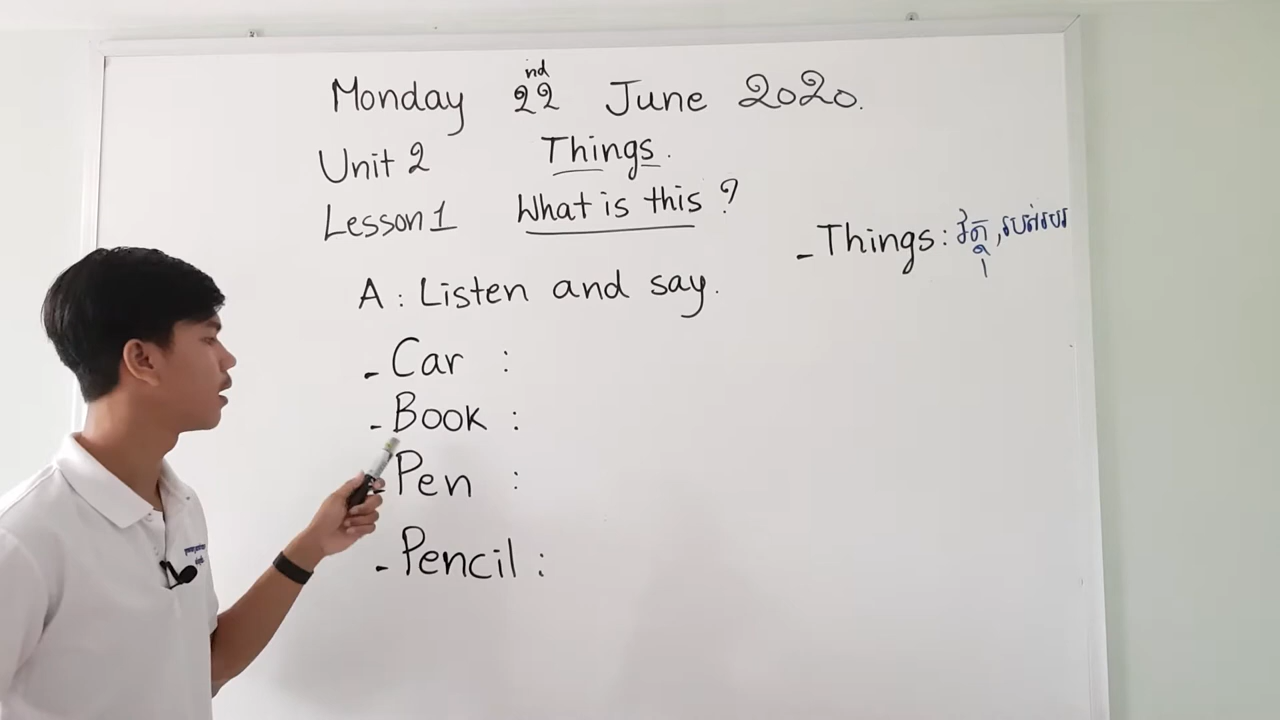 Monday 22nd June 2020.
Unit 2 Things.
Lesson 1 What is this ?
- Things: វត្ថុ, របស់របរ
A : Listen and say.
- Car :
- Book :
- Pen :
- Pencil :